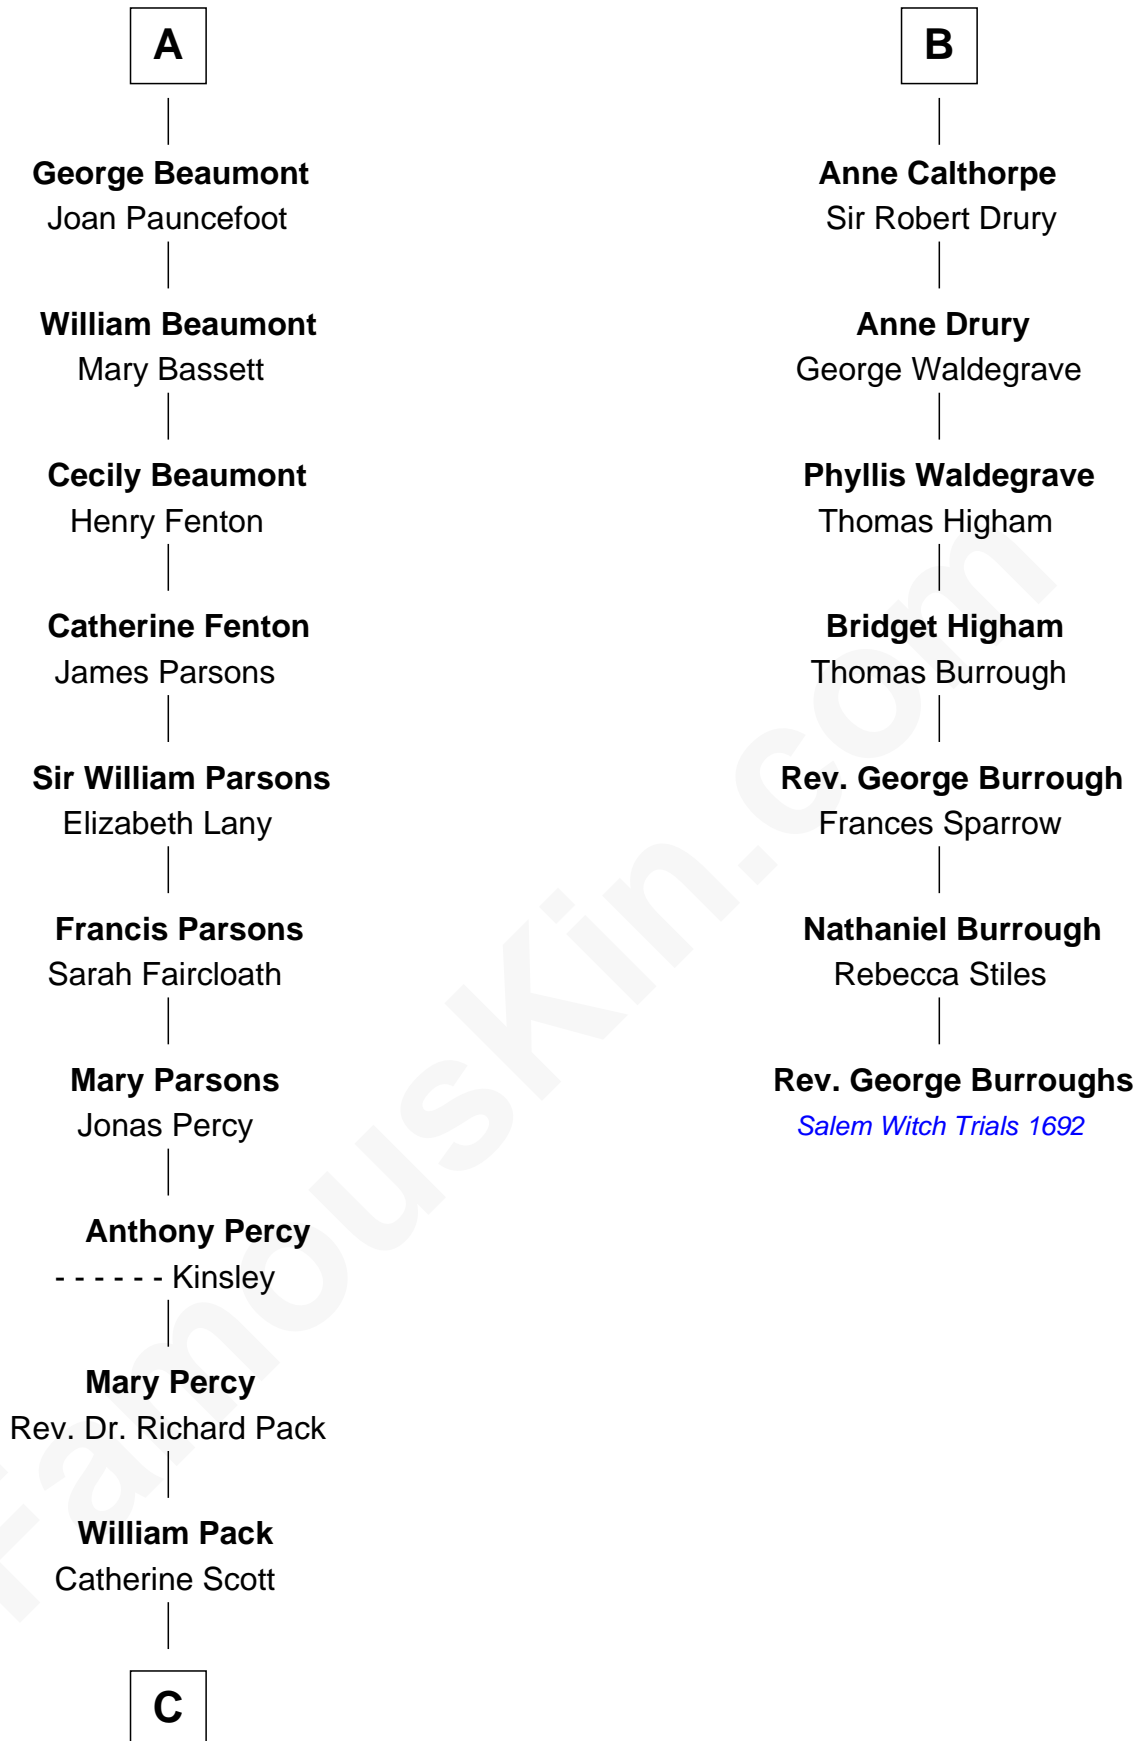 A
George Beaumont
Joan Pauncefoot
William Beaumont
Mary Bassett
Cecily Beaumont
Henry Fenton
Catherine Fenton
James Parsons
Sir William Parsons
Elizabeth Lany
Francis Parsons
Sarah Faircloath
Mary Parsons
Jonas Percy
Anthony Percy
- - - - - - Kinsley
Mary Percy
Rev. Dr. Richard Pack
William Pack
Catherine Scott
C
B
Anne Calthorpe
Sir Robert Drury
Anne Drury
George Waldegrave
Phyllis Waldegrave
Thomas Higham
Bridget Higham
Thomas Burrough
Rev. George Burrough
Frances Sparrow
Nathaniel Burrough
Rebecca Stiles
Rev. George Burroughs
Salem Witch Trials 1692
FamousKin.com